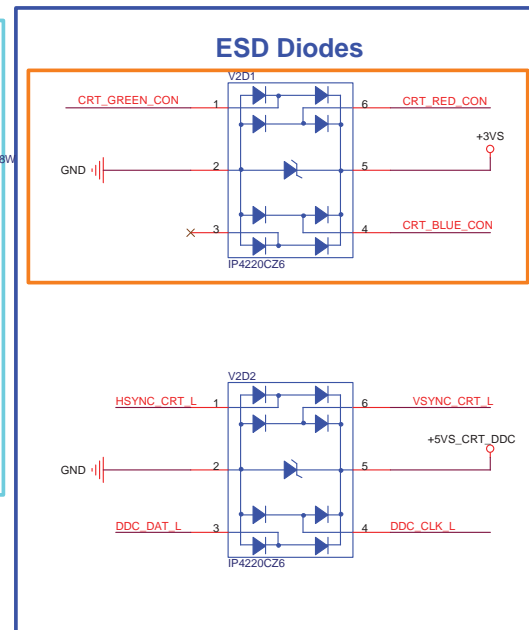 ESD Diodes
V2D1
CRT_GREEN_CON 1 6 CRT_RED_CON
+3VS
8W
GND 2 5
3 4 CRT_BLUE_CON
IP4220CZ6
V2D2
HSYNC_CRT_L 1 6 VSYNC_CRT_L
+5VS_CRT_DDC
GND 2 5
DDC_DAT_L 3 4 DDC_CLK_L
IP4220CZ6